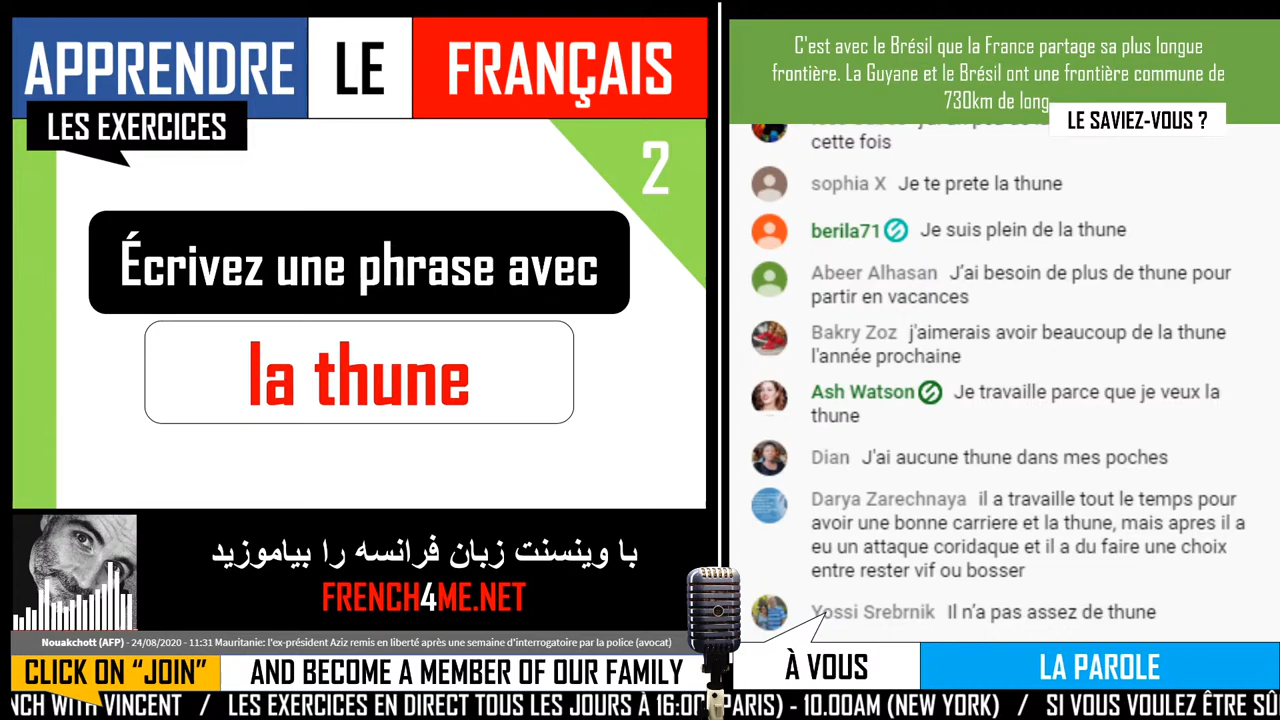 APPRENDRE LE FRANÇAIS
LES EXERCICES
2
Écrivez une phrase avec
la thune
با وینسنت زبان فرانسه را بیاموزید
FRENCH4ME.NET
Nouakchott (AFP) - 24/08/2020 - 11:31 Mauritanie: l'ex-président Aziz remis en liberté après une semaine d'interrogatoire par la police (avocat)
CLICK ON “JOIN” AND BECOME A MEMBER OF OUR FAMILY
C'est avec le Brésil que la France partage sa plus longue
frontière. La Guyane et le Brésil ont une frontière commune de
730km de long
LE SAVIEZ-VOUS ?
cette fois
sophia X Je te prete la thune
berila71 Je suis plein de la thune
Abeer Alhasan J’ai besoin de plus de thune pour
partir en vacances
Bakry Zoz j'aimerais avoir beaucoup de la thune
l'année prochaine
Ash Watson Je travaille parce que je veux la
thune
Dian J'ai aucune thune dans mes poches
Darya Zarechnaya il a travaille tout le temps pour
avoir une bonne carriere et la thune, mais apres il a
eu un attaque coridaque et il a du faire une choix
entre rester vif ou bosser
Yossi Srebrnik Il n’a pas assez de thune
À VOUS LA PAROLE
NCH WITH VINCENT / LES EXERCICES EN DIRECT TOUS LES JOURS À 16:00 (PARIS) - 10.00AM (NEW YORK) / SI VOUS VOULEZ ÊTRE SÛ